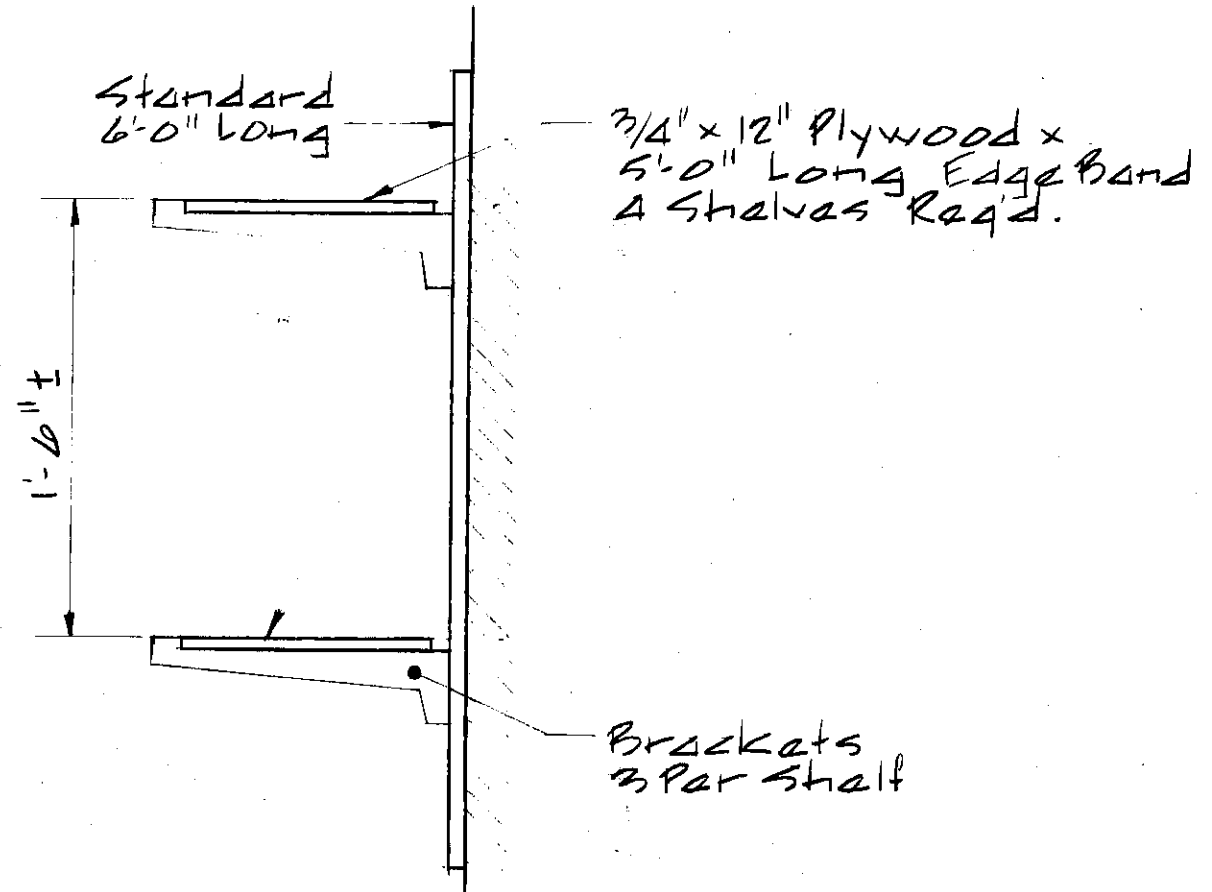 Standard
6'-0" Long
3/4" x 12" Plywood x
5'-0" Long Edge Band
4 Shelves Req'd.
1'-6" ±
Brackets
3 Per Shelf